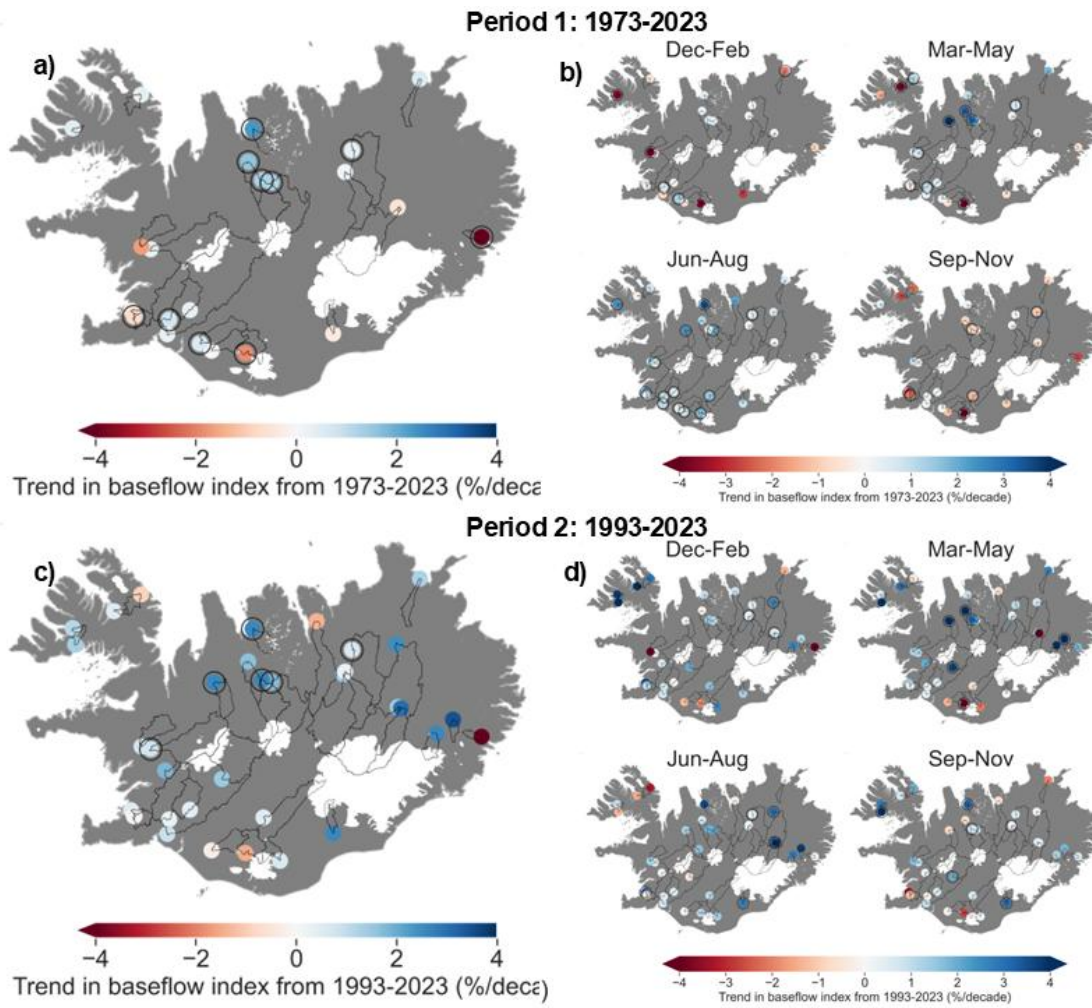 Period 1: 1973-2023
a)
b)
Dec-Feb
Mar-May
Jun-Aug
Sep-Nov
−4 −2 0 2 4
Trend in baseflow index from 1973-2023 (%/deca
−4 −3 −2 −1 0 1 2 3 4
Trend in baseflow index from 1973-2023 (%/decade)
Period 2: 1993-2023
c)
d)
Dec-Feb
Mar-May
Jun-Aug
Sep-Nov
−4 −2 0 2 4
Trend in baseflow index from 1993-2023 (%/deca)
−4 −3 −2 −1 0 1 2 3 4
Trend in baseflow index from 1993-2023 (%/decade)